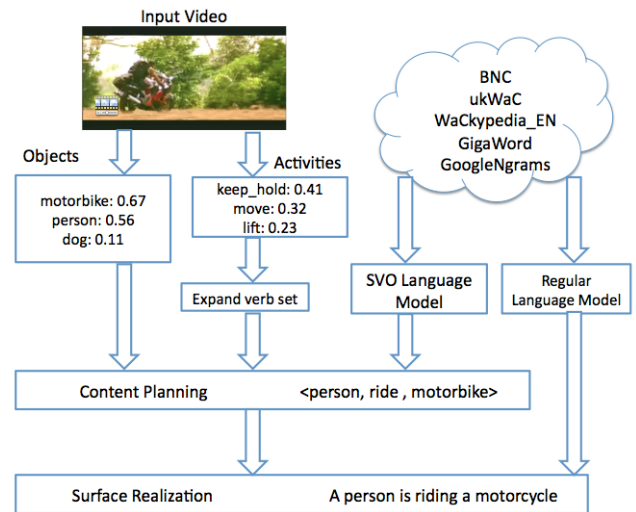 Input Video
BNC
ukWaC
WaCkypedia_EN
GigaWord
GoogleNgrams
Objects
Activities
motorbike: 0.67
person: 0.56
dog: 0.11
keep_hold: 0.41
move: 0.32
lift: 0.23
Expand verb set
SVO Language
Model
Regular
Language Model
Content Planning <person, ride , motorbike>
Surface Realization A person is riding a motorcycle